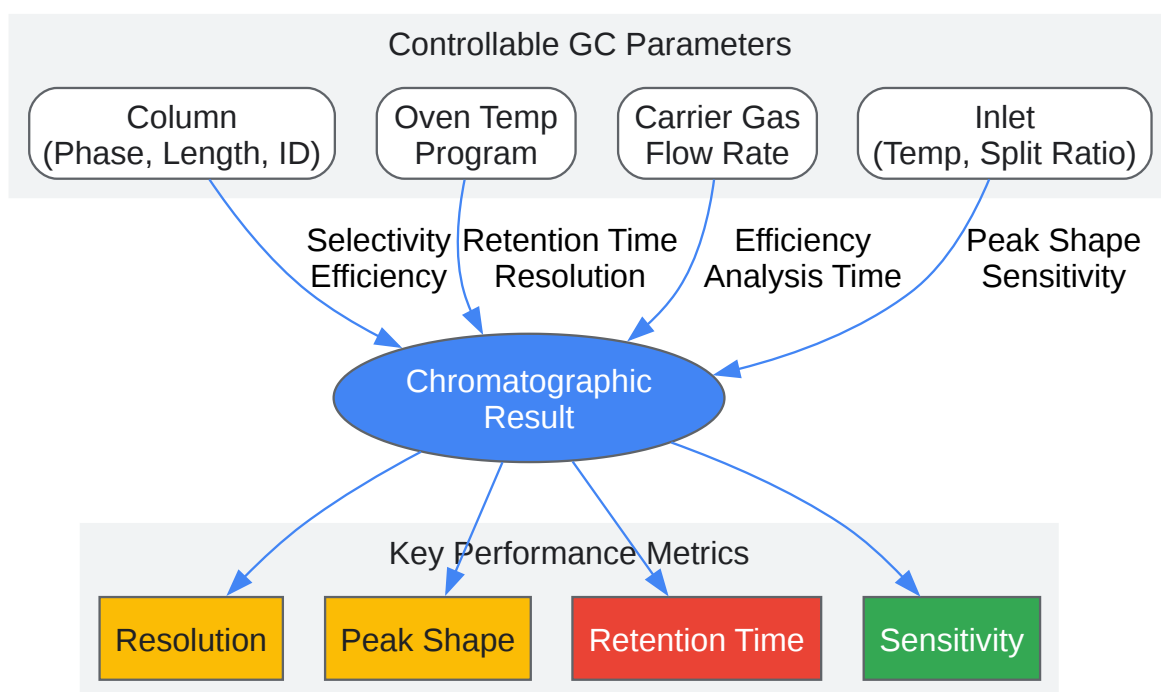 Controllable GC Parameters
Column
(Phase, Length, ID)
Oven Temp
Program
Carrier Gas
Flow Rate
Inlet
(Temp, Split Ratio)
Selectivity
Efficiency
Retention Time
Resolution
Efficiency
Analysis Time
Peak Shape
Sensitivity
Chromatographic
Result
Key Performance Metrics
Resolution
Peak Shape
Retention Time
Sensitivity